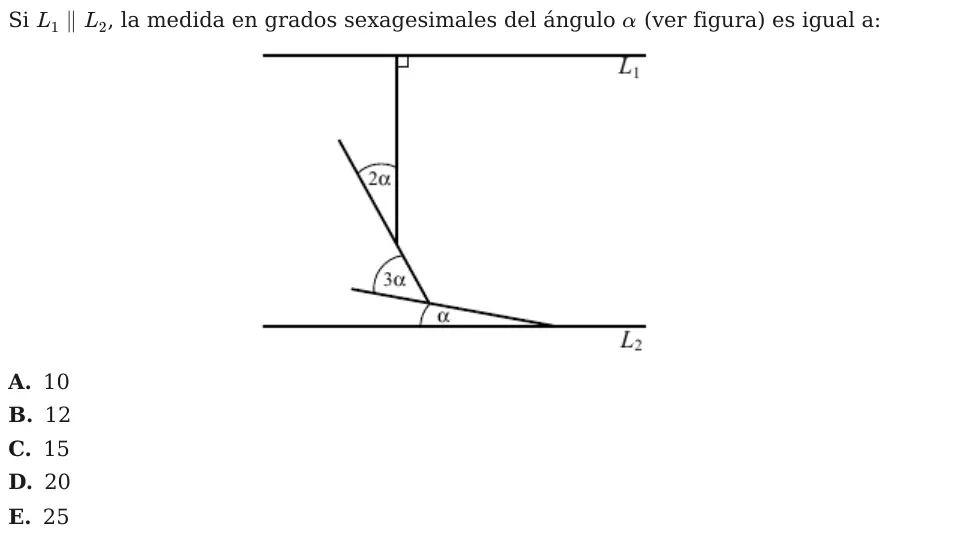 Si L₁ ∥ L₂, la medida en grados sexagesimales del ángulo α (ver figura) es igual a:
L₁
2α
3α
α
L₂
A. 10
B. 12
C. 15
D. 20
E. 25